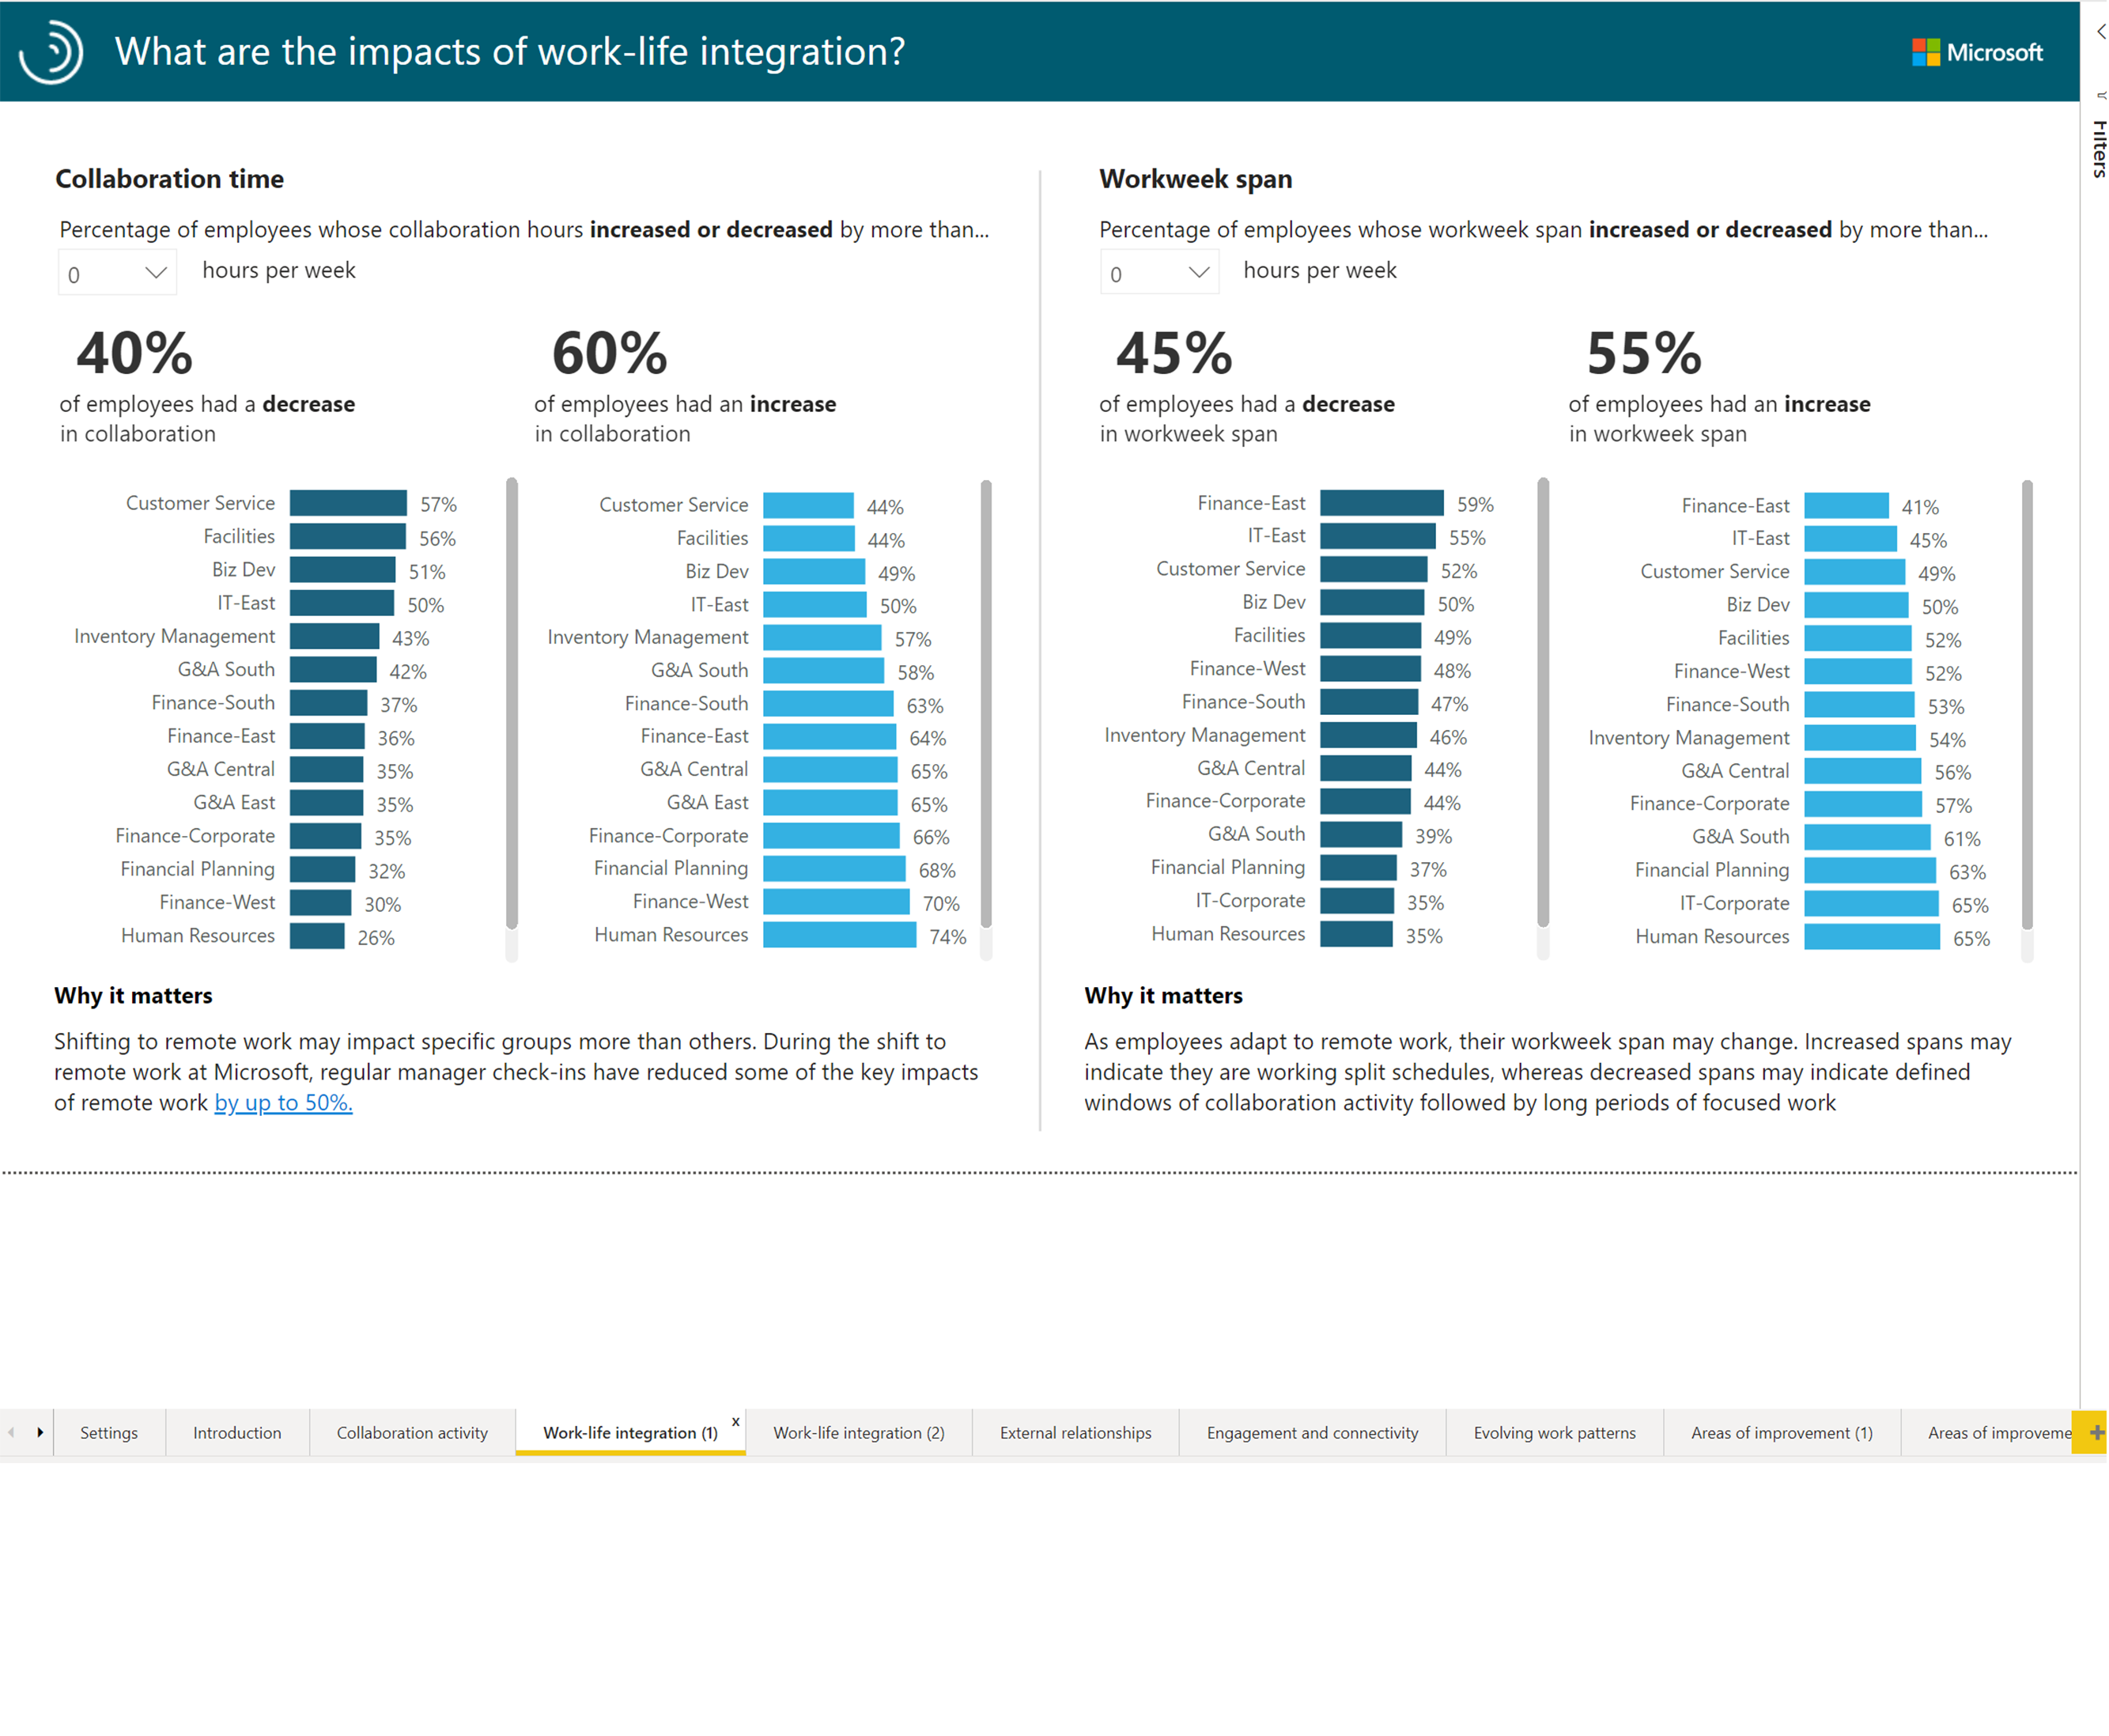 What are the impacts of work-life integration?
Microsoft
Filters
Collaboration time
Percentage of employees whose collaboration hours increased or decreased by more than...
0 hours per week
40%
of employees had a decrease
in collaboration
60%
of employees had an increase
in collaboration
Customer Service 57%
Facilities 56%
Biz Dev 51%
IT-East 50%
Inventory Management 43%
G&A South 42%
Finance-South 37%
Finance-East 36%
G&A Central 35%
G&A East 35%
Finance-Corporate 35%
Financial Planning 32%
Finance-West 30%
Human Resources 26%
Customer Service 44%
Facilities 44%
Biz Dev 49%
IT-East 50%
Inventory Management 57%
G&A South 58%
Finance-South 63%
Finance-East 64%
G&A Central 65%
G&A East 65%
Finance-Corporate 66%
Financial Planning 68%
Finance-West 70%
Human Resources 74%
Why it matters
Shifting to remote work may impact specific groups more than others. During the shift to
remote work at Microsoft, regular manager check-ins have reduced some of the key impacts
of remote work by up to 50%.
Workweek span
Percentage of employees whose workweek span increased or decreased by more than...
0 hours per week
45%
of employees had a decrease
in workweek span
55%
of employees had an increase
in workweek span
Finance-East 59%
IT-East 55%
Customer Service 52%
Biz Dev 50%
Facilities 49%
Finance-West 48%
Finance-South 47%
Inventory Management 46%
G&A Central 44%
Finance-Corporate 44%
G&A South 39%
Financial Planning 37%
IT-Corporate 35%
Human Resources 35%
Finance-East 41%
IT-East 45%
Customer Service 49%
Biz Dev 50%
Facilities 52%
Finance-West 52%
Finance-South 53%
Inventory Management 54%
G&A Central 56%
Finance-Corporate 57%
G&A South 61%
Financial Planning 63%
IT-Corporate 65%
Human Resources 65%
Why it matters
As employees adapt to remote work, their workweek span may change. Increased spans may
indicate they are working split schedules, whereas decreased spans may indicate defined
windows of collaboration activity followed by long periods of focused work
Settings
Introduction
Collaboration activity
Work-life integration (1) x
Work-life integration (2)
External relationships
Engagement and connectivity
Evolving work patterns
Areas of improvement (1)
Areas of improveme